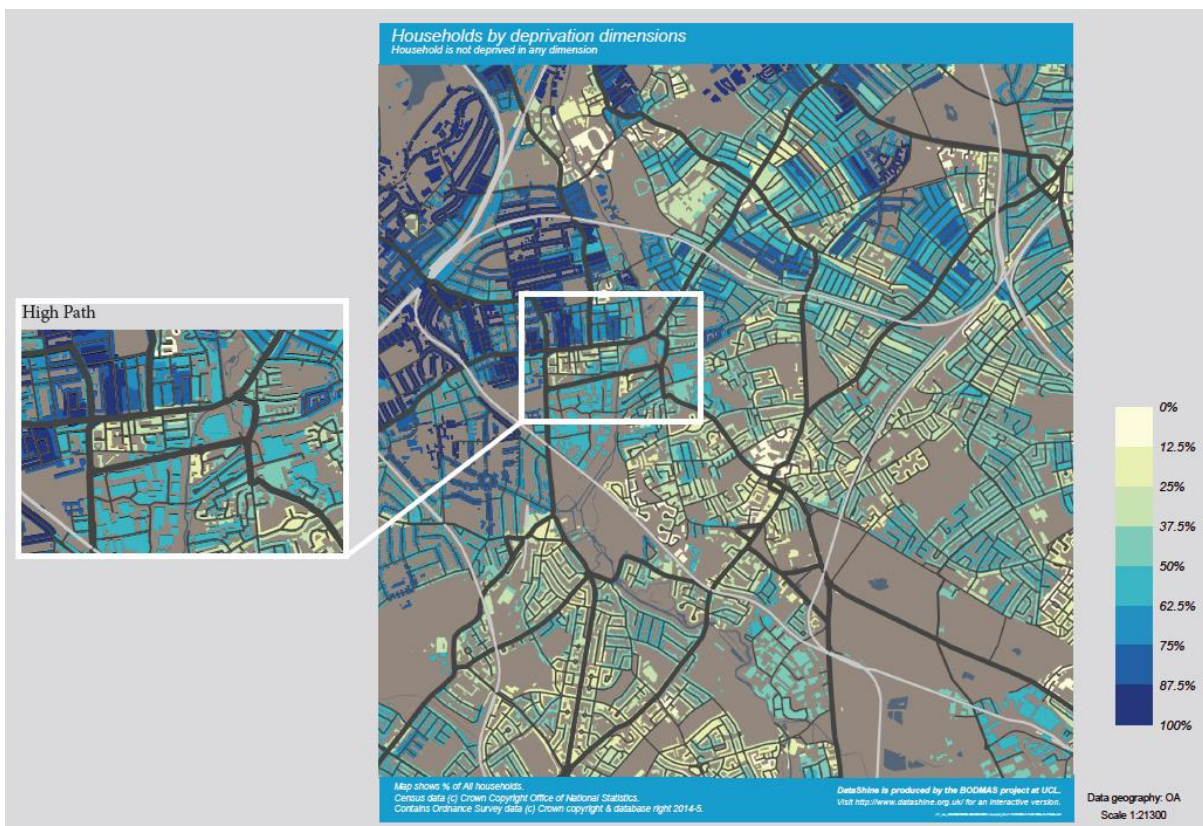 Households by deprivation dimensions
Household is not deprived in any dimension
High Path
0%
12.5%
25%
37.5%
50%
62.5%
75%
87.5%
100%
Map shows % of All households.
Census data (c) Crown Copyright Office of National Statistics.
Contains Ordnance Survey data (c) Crown copyright & database right 2014-5.
DataShine is produced by the BODMAS project at UCL.
Visit http://www.datashine.org.uk/ for an interactive version.
Data geography: OA
Scale 1:21300